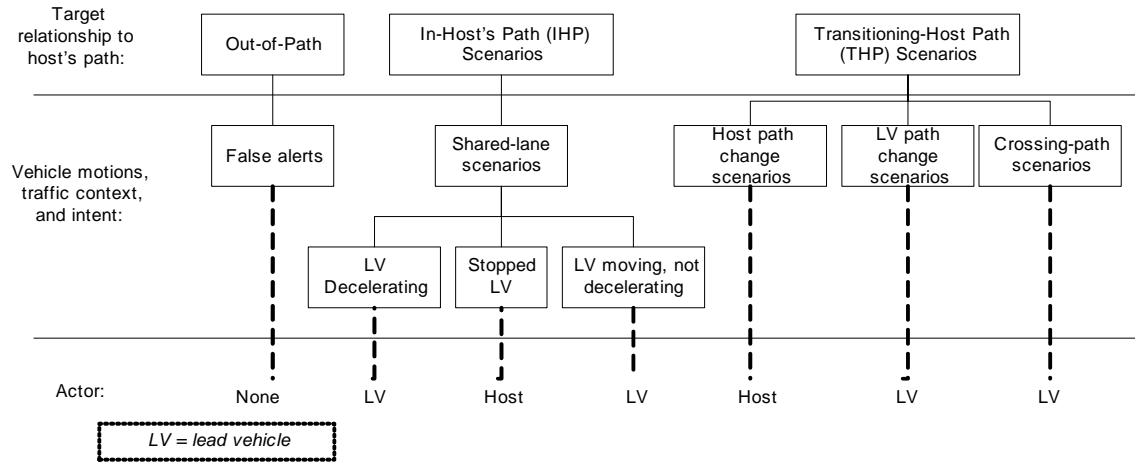 Target
relationship to
host's path:
Out-of-Path
In-Host's Path (IHP)
Scenarios
Transitioning-Host Path
(THP) Scenarios
Vehicle motions,
traffic context,
and intent:
False alerts
Shared-lane
scenarios
Host path
change
scenarios
LV path
change
scenarios
Crossing-path
scenarios
LV
Decelerating
Stopped
LV
LV moving, not
decelerating
Actor:
None
LV
Host
LV
Host
LV
LV
LV = lead vehicle